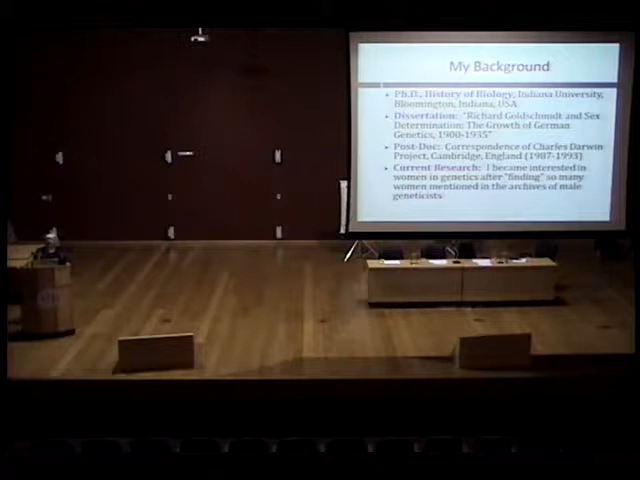 My Background
Ph.D., History of Biology, Indiana University,
Bloomington, Indiana, USA
Dissertation: "Richard Goldschmidt and Sex
Determination: The Growth of German
Genetics, 1900-1935"
Post-Doc: Correspondence of Charles Darwin
Project, Cambridge, England (1987-1993)
Current Research: I became interested in
women in genetics after "finding" so many
women mentioned in the archives of male
geneticists